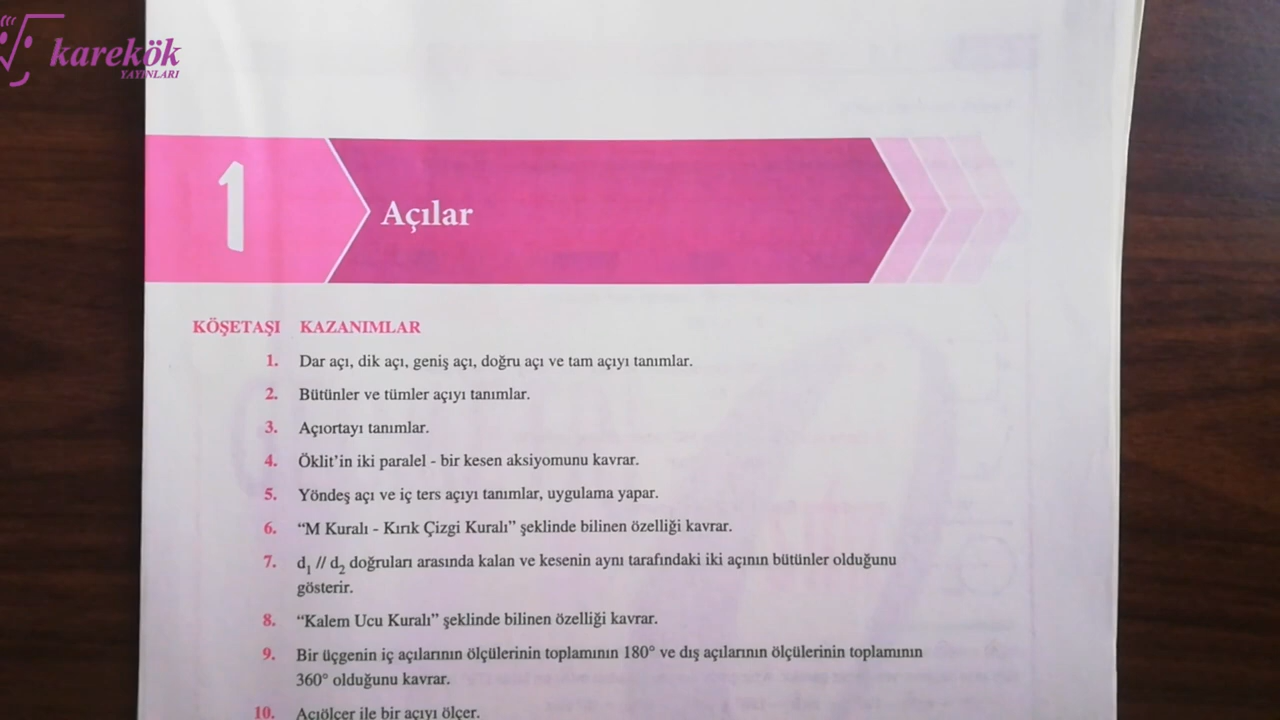 karekök
YAYINLARI
1
Açılar
KÖŞETAŞI KAZANIMLAR
1. Dar açı, dik açı, geniş açı, doğru açı ve tam açıyı tanımlar.
2. Bütünler ve tümler açıyı tanımlar.
3. Açıortayı tanımlar.
4. Öklit’in iki paralel - bir kesen aksiyomunu kavrar.
5. Yöndeş açı ve iç ters açıyı tanımlar, uygulama yapar.
6. “M Kuralı - Kırık Çizgi Kuralı” şeklinde bilinen özelliği kavrar.
7. d₁ // d₂ doğruları arasında kalan ve kesenin aynı tarafındaki iki açının bütünler olduğunu
gösterir.
8. “Kalem Ucu Kuralı” şeklinde bilinen özelliği kavrar.
9. Bir üçgenin iç açılarının ölçülerinin toplamının 180° ve dış açılarının ölçülerinin toplamının
360° olduğunu kavrar.
10. Açıölçer ile bir açıyı ölçer.